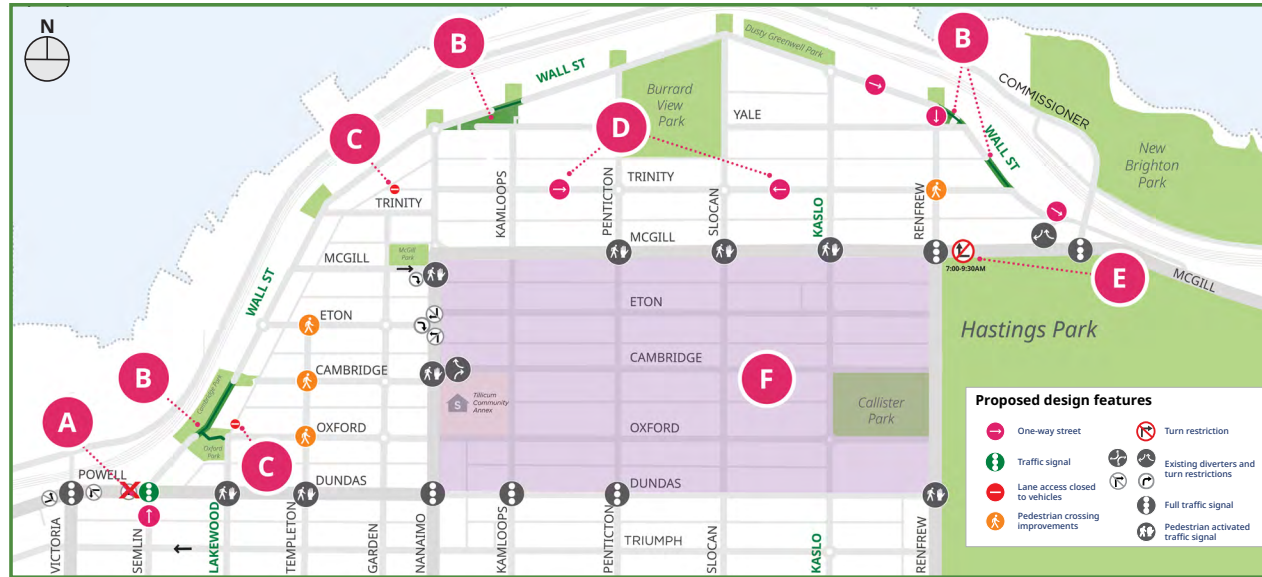 N
B
Dusty Greenwell Park
B
WALL ST
COMMISSIONER
Burrard
View
Park
YALE
C
D
WALL ST
New
Brighton
Park
KAMLOOPS
PENTICTON
TRINITY
SLOCAN
KASLO
RENFREW
TRINITY
MCGILL
McGill
Park
MCGILL
7:00-9:30AM
E
MCGILL
WALL ST
ETON
ETON
Hastings Park
CAMBRIDGE
CAMBRIDGE
F
B
Cambridge Park
S
Tillicum
Community
Annex
Callister
Park
A
OXFORD
OXFORD
Oxford
Park
C
POWELL
DUNDAS
DUNDAS
VICTORIA
SEMLIN
LAKEWOOD
TEMPLETON
GARDEN
NANAIMO
KAMLOOPS
PENTICTON
TRIUMPH
SLOCAN
KASLO
RENFREW
Proposed design features
One-way street
Traffic signal
Lane access closed
to vehicles
Pedestrian crossing
improvements
Turn restriction
Existing diverters and
turn restrictions
Full traffic signal
Pedestrian activated
traffic signal